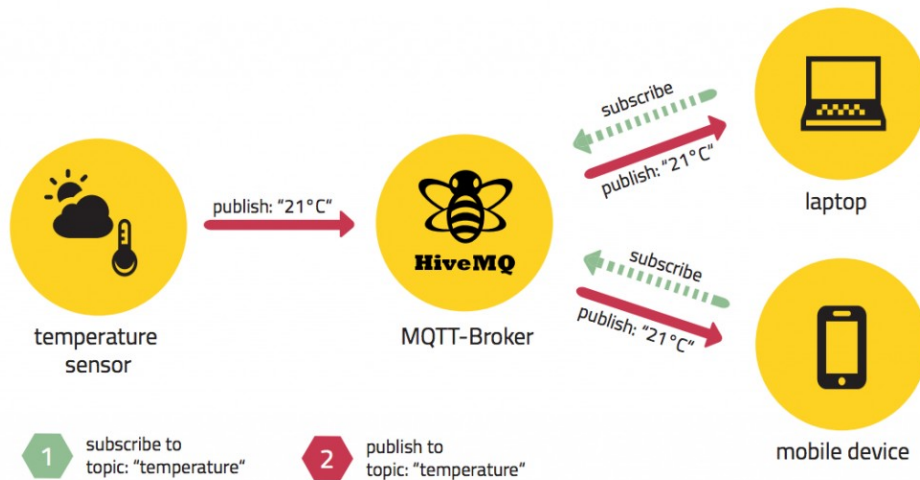 subscribe
publish: "21°C"
laptop
publish: "21°C"
HiveMQ
temperature
sensor
MQTT-Broker
subscribe
publish: "21°C"
mobile device
1
subscribe to
topic: "temperature"
2
publish to
topic: "temperature"